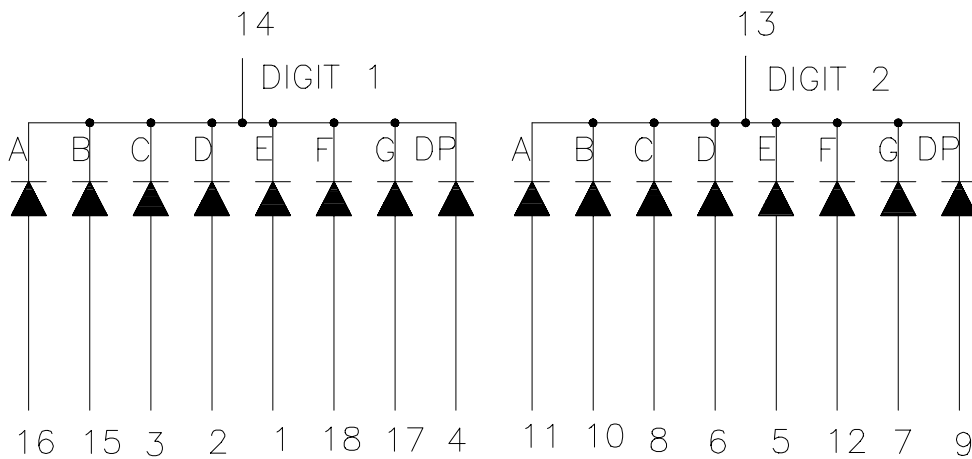 14 13
DIGIT 1 DIGIT 2
A B C D E F G DP A B C D E F G DP
16 15 3 2 1 18 17 4 11 10 8 6 5 12 7 9